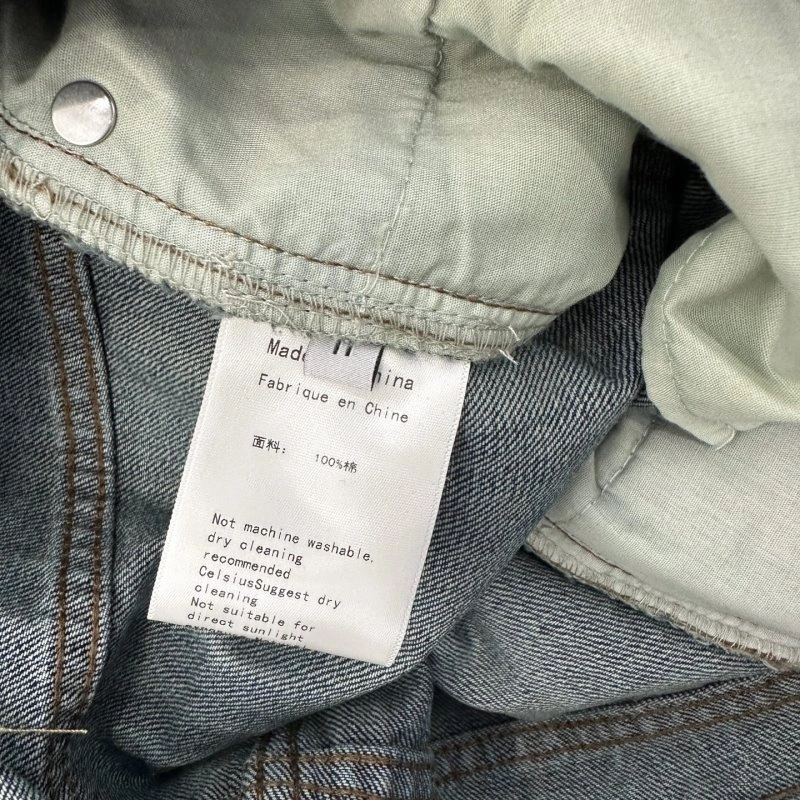 Made
hina
Fabrique en Chine
面料： 100%棉
Not machine washable.
dry cleaning
recommended
CelsiusSuggest dry
cleaning
Not suitable for
direct sunlight